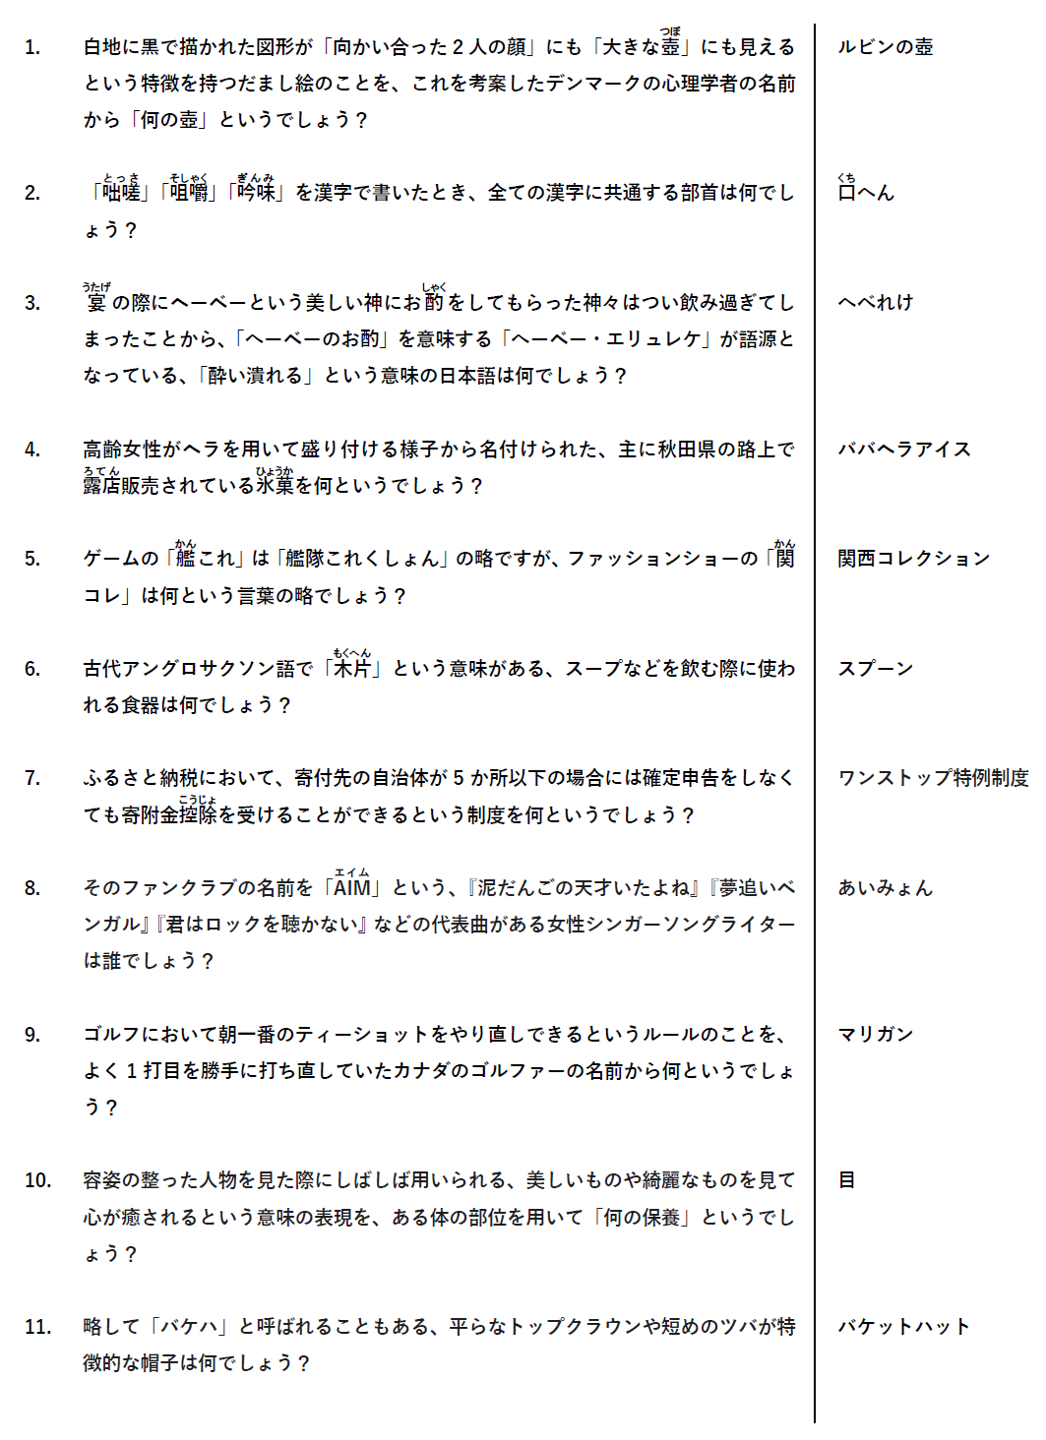 1. 白地に黒で描かれた図形が「向かい合った2人の顔」にも「大きな壺(つぼ)」にも見える ルビンの壺
という特徴を持つだまし絵のことを、これを考案したデンマークの心理学者の名前
から「何の壺」というでしょう？
2. 「咄嗟(とっさ)」「咀嚼(そしゃく)」「吟味(ぎんみ)」を漢字で書いたとき、全ての漢字に共通する部首は何でし 口(くち)へん
ょう？
3. 宴(うたげ)の際にヘーベーという美しい神にお酌(しゃく)をしてもらった神々はつい飲み過ぎてし へべれけ
まったことから、「ヘーベーのお酌」を意味する「ヘーベー・エリュレケ」が語源と
なっている、「酔い潰れる」という意味の日本語は何でしょう？
4. 高齢女性がヘラを用いて盛り付ける様子から名付けられた、主に秋田県の路上で ババヘラアイス
露店(ろてん)販売されている氷菓(ひょうか)を何というでしょう？
5. ゲームの「艦(かん)これ」は「艦隊これくしょん」の略ですが、ファッションショーの「関(かん) 関西コレクション
コレ」は何という言葉の略でしょう？
6. 古代アングロサクソン語で「木片(もくへん)」という意味がある、スープなどを飲む際に使わ スプーン
れる食器は何でしょう？
7. ふるさと納税において、寄付先の自治体が5か所以下の場合には確定申告をしなく ワンストップ特例制度
ても寄附金控除(こうじょ)を受けることができるという制度を何というでしょう？
8. そのファンクラブの名前を「AIM(エイム)」という、『泥だんごの天才いたよね』『夢追いベ あいみょん
ンガル』『君はロックを聴かない』などの代表曲がある女性シンガーソングライター
は誰でしょう？
9. ゴルフにおいて朝一番のティーショットをやり直しできるというルールのことを、 マリガン
よく1打目を勝手に打ち直していたカナダのゴルファーの名前から何というでしょ
う？
10. 容姿の整った人物を見た際にしばしば用いられる、美しいものや綺麗なものを見て 目
心が癒されるという意味の表現を、ある体の部位を用いて「何の保養」というでし
ょう？
11. 略して「バケハ」と呼ばれることもある、平らなトップクラウンや短めのツバが特 バケットハット
徴的な帽子は何でしょう？